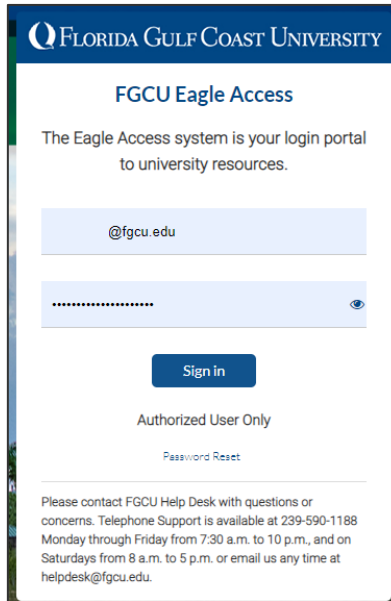 FLORIDA GULF COAST UNIVERSITY
FGCU Eagle Access
The Eagle Access system is your login portal
to university resources.
@fgcu.edu
•••••••••••••••••••••
Sign in
Authorized User Only
Password Reset
Please contact FGCU Help Desk with questions or
concerns. Telephone Support is available at 239-590-1188
Monday through Friday from 7:30 a.m. to 10 p.m., and on
Saturdays from 8 a.m. to 5 p.m. or email us any time at
helpdesk@fgcu.edu.